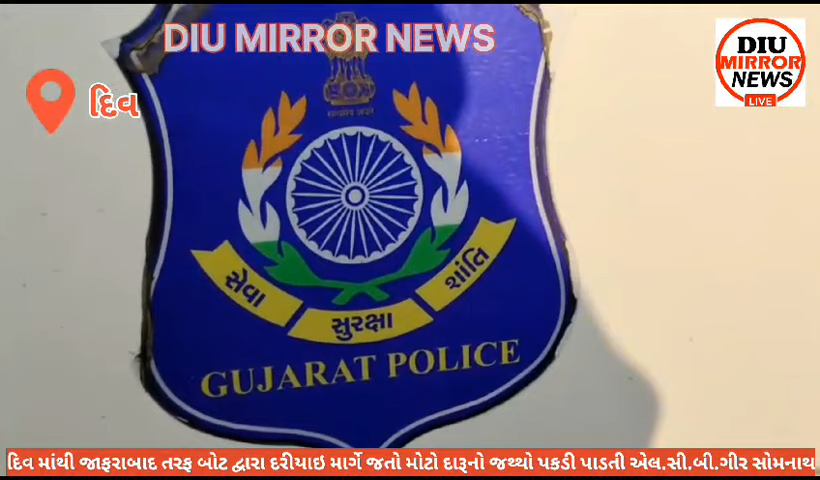 DIU MIRROR NEWS
DIU
MIRROR
NEWS
LIVE
દિવ
સેવા
સુરક્ષા
શાંતિ
GUJARAT POLICE
દિવ માંથી જાફરાબાદ તરફ બોટ દ્વારા દરીયાઇ માર્ગે જતો મોટો દારૂનો જથ્થો પકડી પાડતી એલ.સી.બી.ગીર સોમનાથ